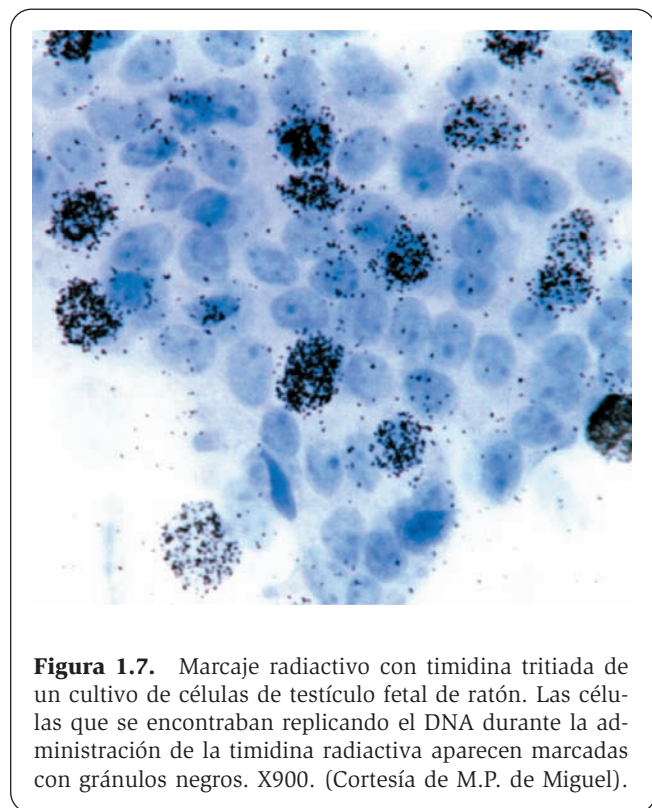 Figura 1.7. Marcaje radiactivo con timidina tritiada de
un cultivo de células de testículo fetal de ratón. Las célu-
las que se encontraban replicando el DNA durante la ad-
ministración de la timidina radiactiva aparecen marcadas
con gránulos negros. X900. (Cortesía de M.P. de Miguel).